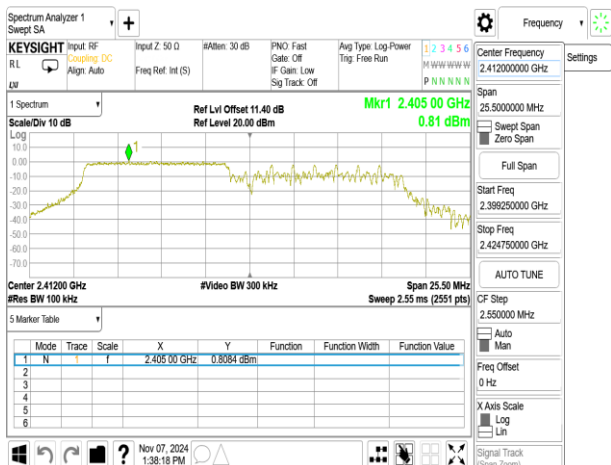 Spectrum Analyzer 1
Swept SA
Frequency
KEYSIGHT
RL
Input: RF
Coupling: DC
Align: Auto
Input Z: 50 Ω
Freq Ref: Int (S)
#Atten: 30 dB
PNO: Fast
Gate: Off
IF Gain: Low
Sig Track: Off
Avg Type: Log-Power
Trig: Free Run
1 2 3 4 5 6
M W W W W W
P N N N N N
1 Spectrum
Scale/Div 10 dB
Ref Lvl Offset 11.40 dB
Ref Level 20.00 dBm
Mkr1 2.405 00 GHz
0.81 dBm
Log
10.0
0.00
-10.0
-20.0
-30.0
-40.0
-50.0
-60.0
-70.0
1
Center 2.41200 GHz
#Res BW 100 kHz
#Video BW 300 kHz
Span 25.50 MHz
Sweep 2.55 ms (2551 pts)
5 Marker Table
Mode Trace Scale X Y Function Function Width Function Value
1 N 1 f 2.405 00 GHz 0.8084 dBm
2
3
4
5
6
Nov 07, 2024
1:38:18 PM
Center Frequency
2.412000000 GHz
Span
25.5000000 MHz
Swept Span
Zero Span
Full Span
Start Freq
2.399250000 GHz
Stop Freq
2.424750000 GHz
AUTO TUNE
CF Step
2.550000 MHz
Auto
Man
Freq Offset
0 Hz
X Axis Scale
Log
Lin
Signal Track
(Span Zoom)
Settings